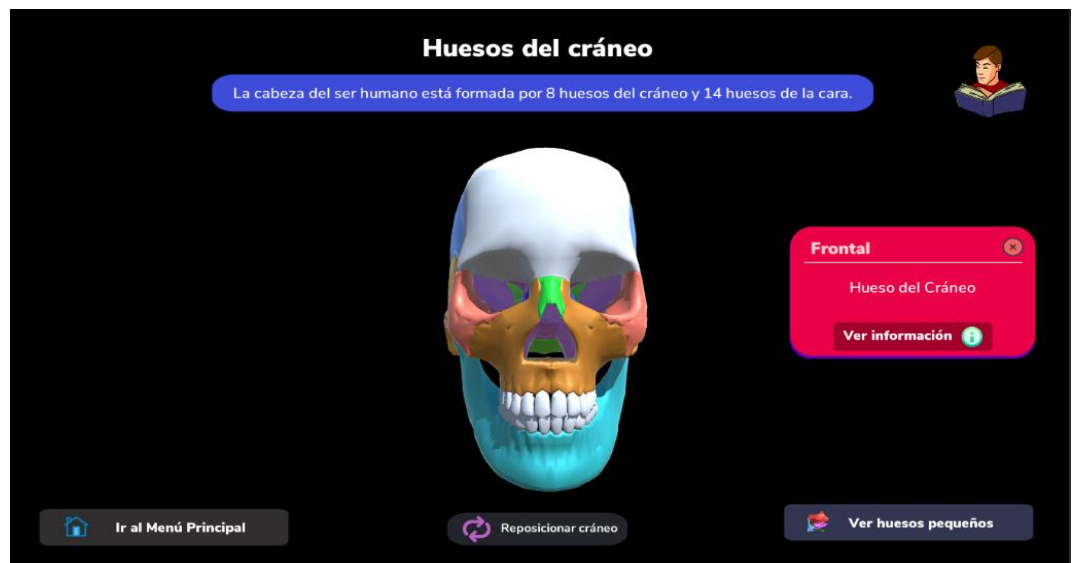 Huesos del cráneo
La cabeza del ser humano está formada por 8 huesos del cráneo y 14 huesos de la cara.
Frontal
Hueso del Cráneo
Ver información
Ir al Menú Principal
Reposicionar cráneo
Ver huesos pequeños